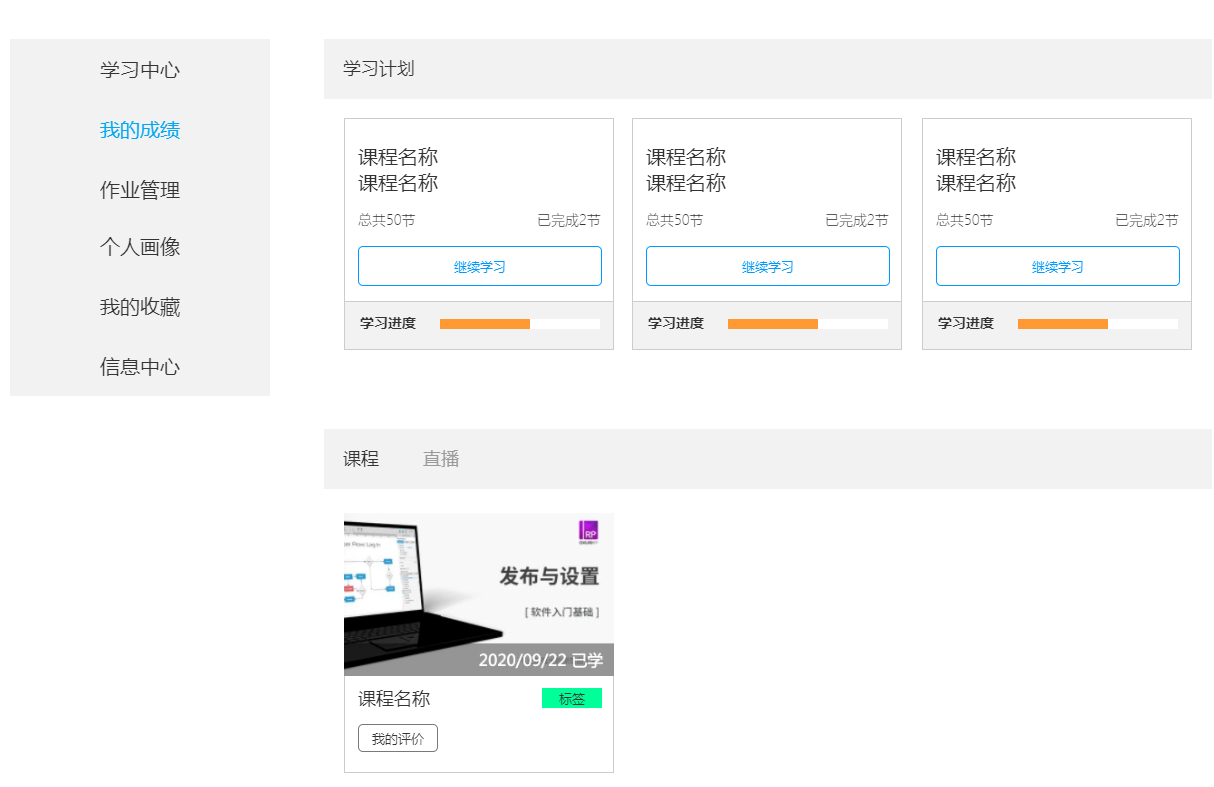 学习中心
我的成绩
作业管理
个人画像
我的收藏
信息中心
学习计划
课程名称
课程名称
总共50节 已完成2节
继续学习
学习进度
课程名称
课程名称
总共50节 已完成2节
继续学习
学习进度
课程名称
课程名称
总共50节 已完成2节
继续学习
学习进度
课程 直播
RP
发布与设置
[ 软件入门基础 ]
2020/09/22 已学
课程名称 标签
我的评价